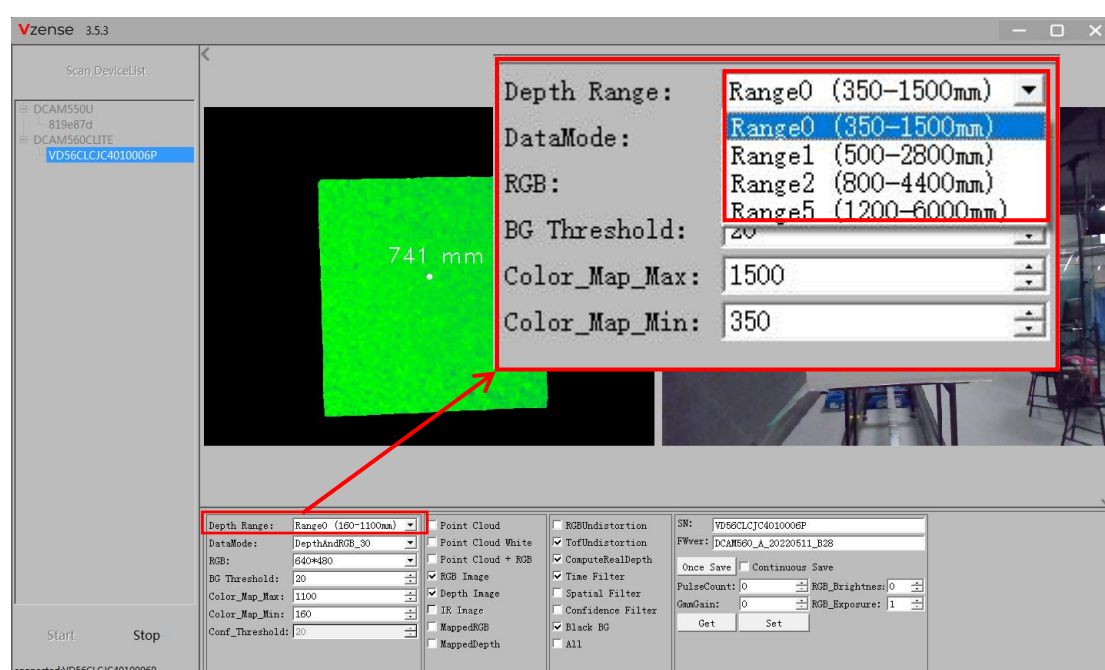 Vzense 3.5.3
Scan DeviceList
DCAM550U
819e87d
DCAM560CLITE
VD56CLCJC4010006P
741 mm
Depth Range: Range0 (350-1500mm)
Range0 (350-1500mm)
DataMode:
Range1 (500-2800mm)
RGB:
Range2 (800-4400mm)
Range5 (1200-6000mm)
BG Threshold: 20
Color_Map_Max: 1500
Color_Map_Min: 350
Depth Range: Range0 (160-1100mm)
DataMode: DepthAndRGB_30
RGB: 640*480
BG Threshold: 20
Color_Map_Max: 1100
Color_Map_Min: 160
Conf_Threshold: 20
Point Cloud
Point Cloud White
Point Cloud + RGB
RGB Image
Depth Image
IR Image
MappedRGB
MappedDepth
RGBUndistortion
TofUndistortion
ComputeRealDepth
Time Filter
Spatial Filter
Confidence Filter
Black BG
All
SN: VD56CLCJC4010006P
FWver: DCAM560_A_20220511_B28
Once Save Continuous Save
PulseCount: 0 RGB_Brightnes: 0
GmmGain: 0 RGB_Exposure: 1
Get Set
Start Stop
connected:VD56CLCJC4010006P